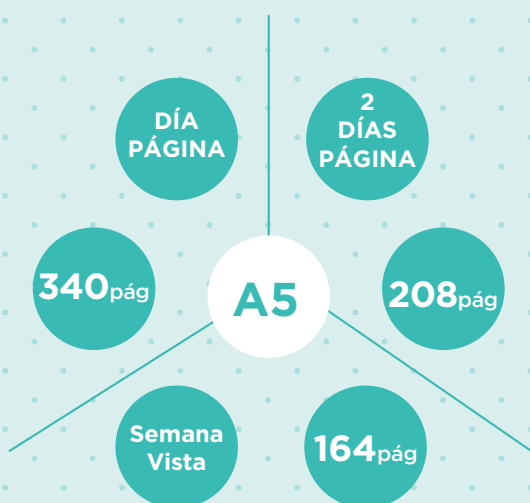 DÍA
PÁGINA
2
DÍAS
PÁGINA
340pág
A5
208pág
Semana
Vista
164pág